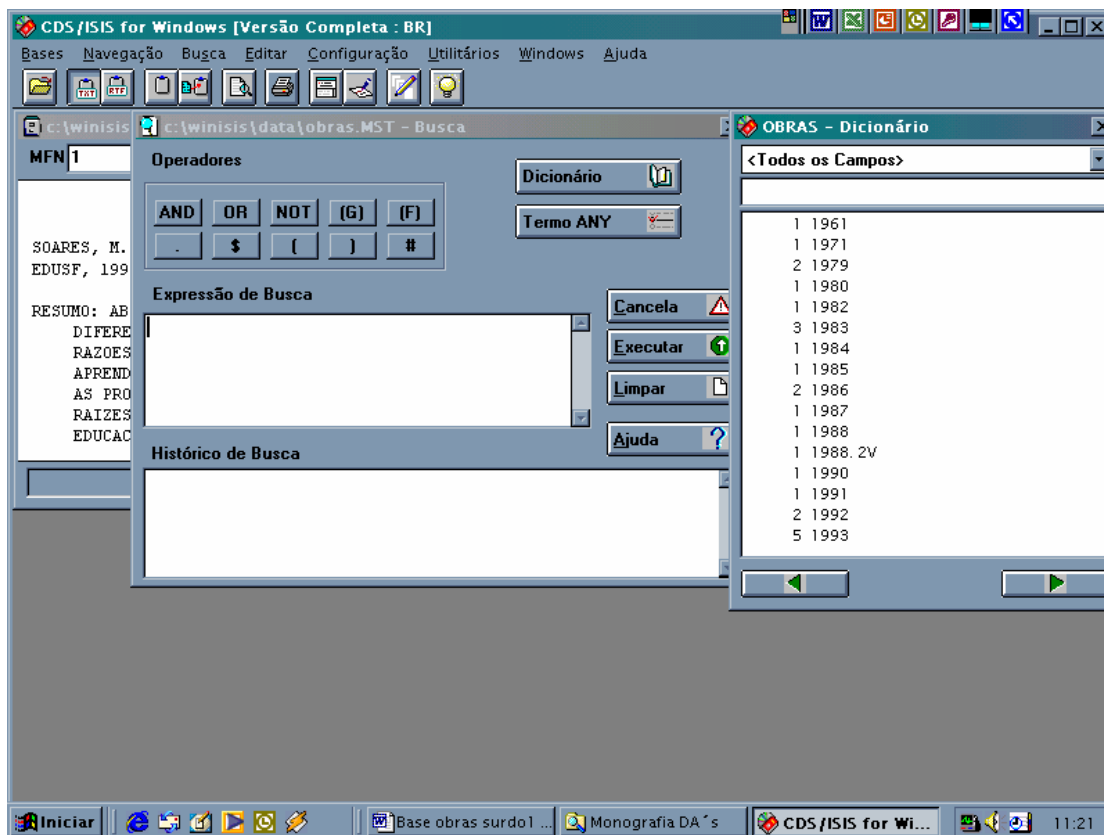 CDS/ISIS for Windows [Versão Completa : BR]
Bases Navegação Busca Editar Configuração Utilitários Windows Ajuda
TXT RTF
c:\winisis
MFN 1
SOARES, M.
EDUSF, 199
RESUMO: AB
DIFERE
RAZOES
APREND
AS PRO
RAIZES
EDUCAC
c:\winisis\data\obras.MST - Busca
Operadores
AND OR NOT (G) (F)
. $ ( ) #
Dicionário
Termo ANY
Expressão de Busca
Cancela
Executar
Limpar
Ajuda
Histórico de Busca
OBRAS - Dicionário
<Todos os Campos>
1 1961
1 1971
2 1979
1 1980
1 1982
3 1983
1 1984
1 1985
2 1986
1 1987
1 1988
1 1988.2V
1 1990
1 1991
2 1992
5 1993
Iniciar
Base obras surdo1 ...
Monografia DA´s
CDS/ISIS for Wi...
11:21